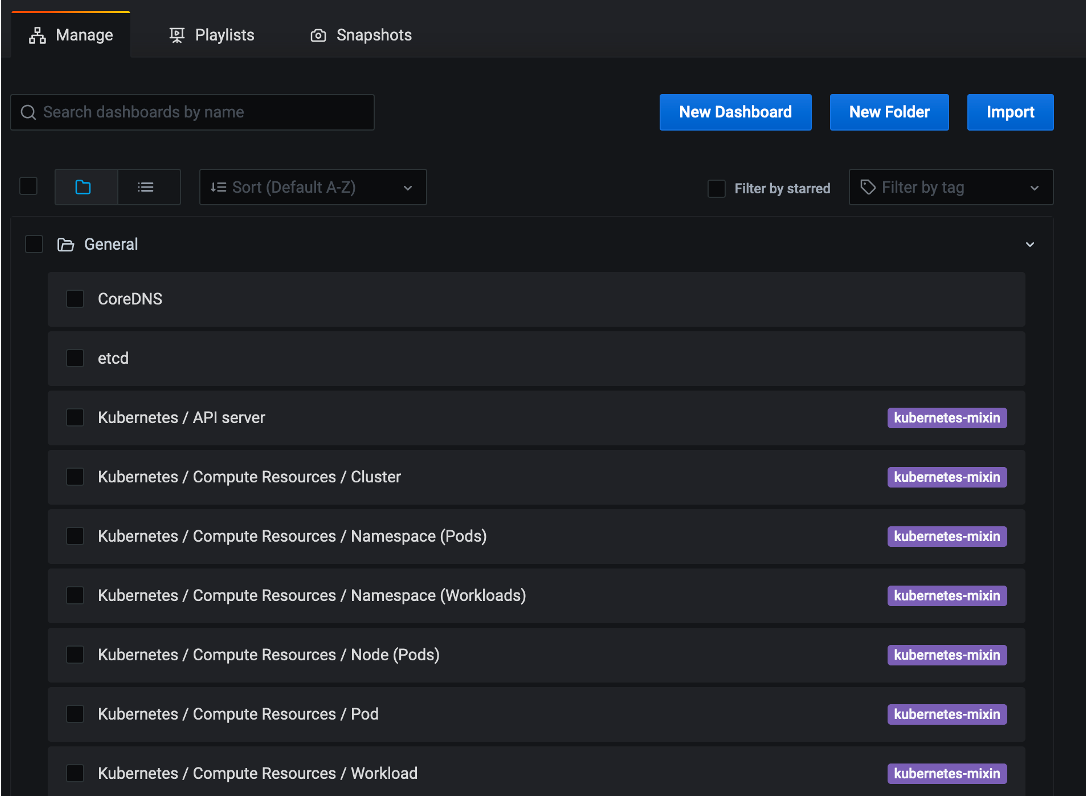 Manage Playlists Snapshots
Search dashboards by name New Dashboard New Folder Import
Sort (Default A-Z) Filter by starred Filter by tag
General
CoreDNS
etcd
Kubernetes / API server kubernetes-mixin
Kubernetes / Compute Resources / Cluster kubernetes-mixin
Kubernetes / Compute Resources / Namespace (Pods) kubernetes-mixin
Kubernetes / Compute Resources / Namespace (Workloads) kubernetes-mixin
Kubernetes / Compute Resources / Node (Pods) kubernetes-mixin
Kubernetes / Compute Resources / Pod kubernetes-mixin
Kubernetes / Compute Resources / Workload kubernetes-mixin